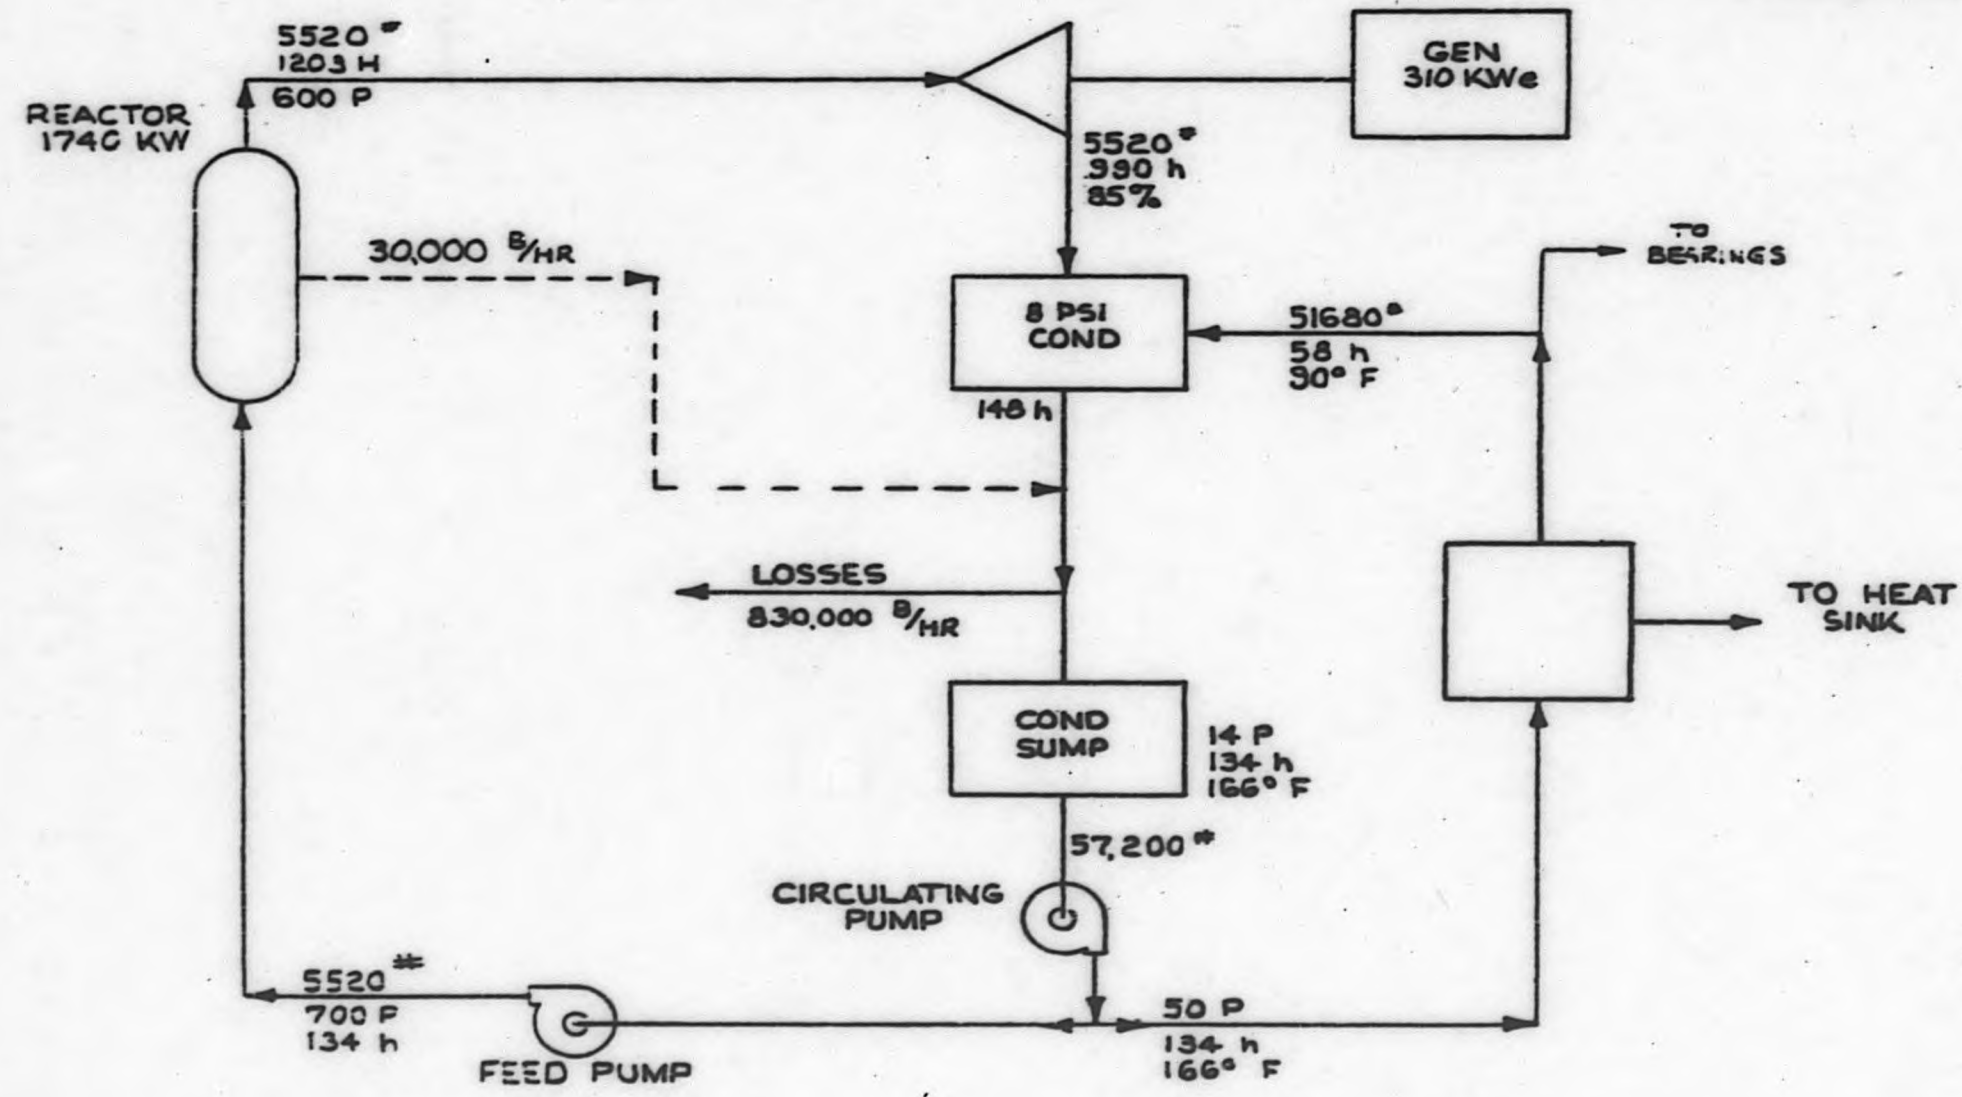 5520 #
1203 H
600 P
REACTOR
1740 KW
GEN
310 KWe
5520 #
990 h
85%
30,000 B/HR
TO
BEARINGS
8 PSI
COND
51680 #
58 h
90° F
148 h
LOSSES
830,000 B/HR
TO HEAT
SINK
COND
SUMP
14 P
134 h
166° F
57,200 #
CIRCULATING
PUMP
5520 #
700 P
134 h
FEED PUMP
50 P
134 h
166° F